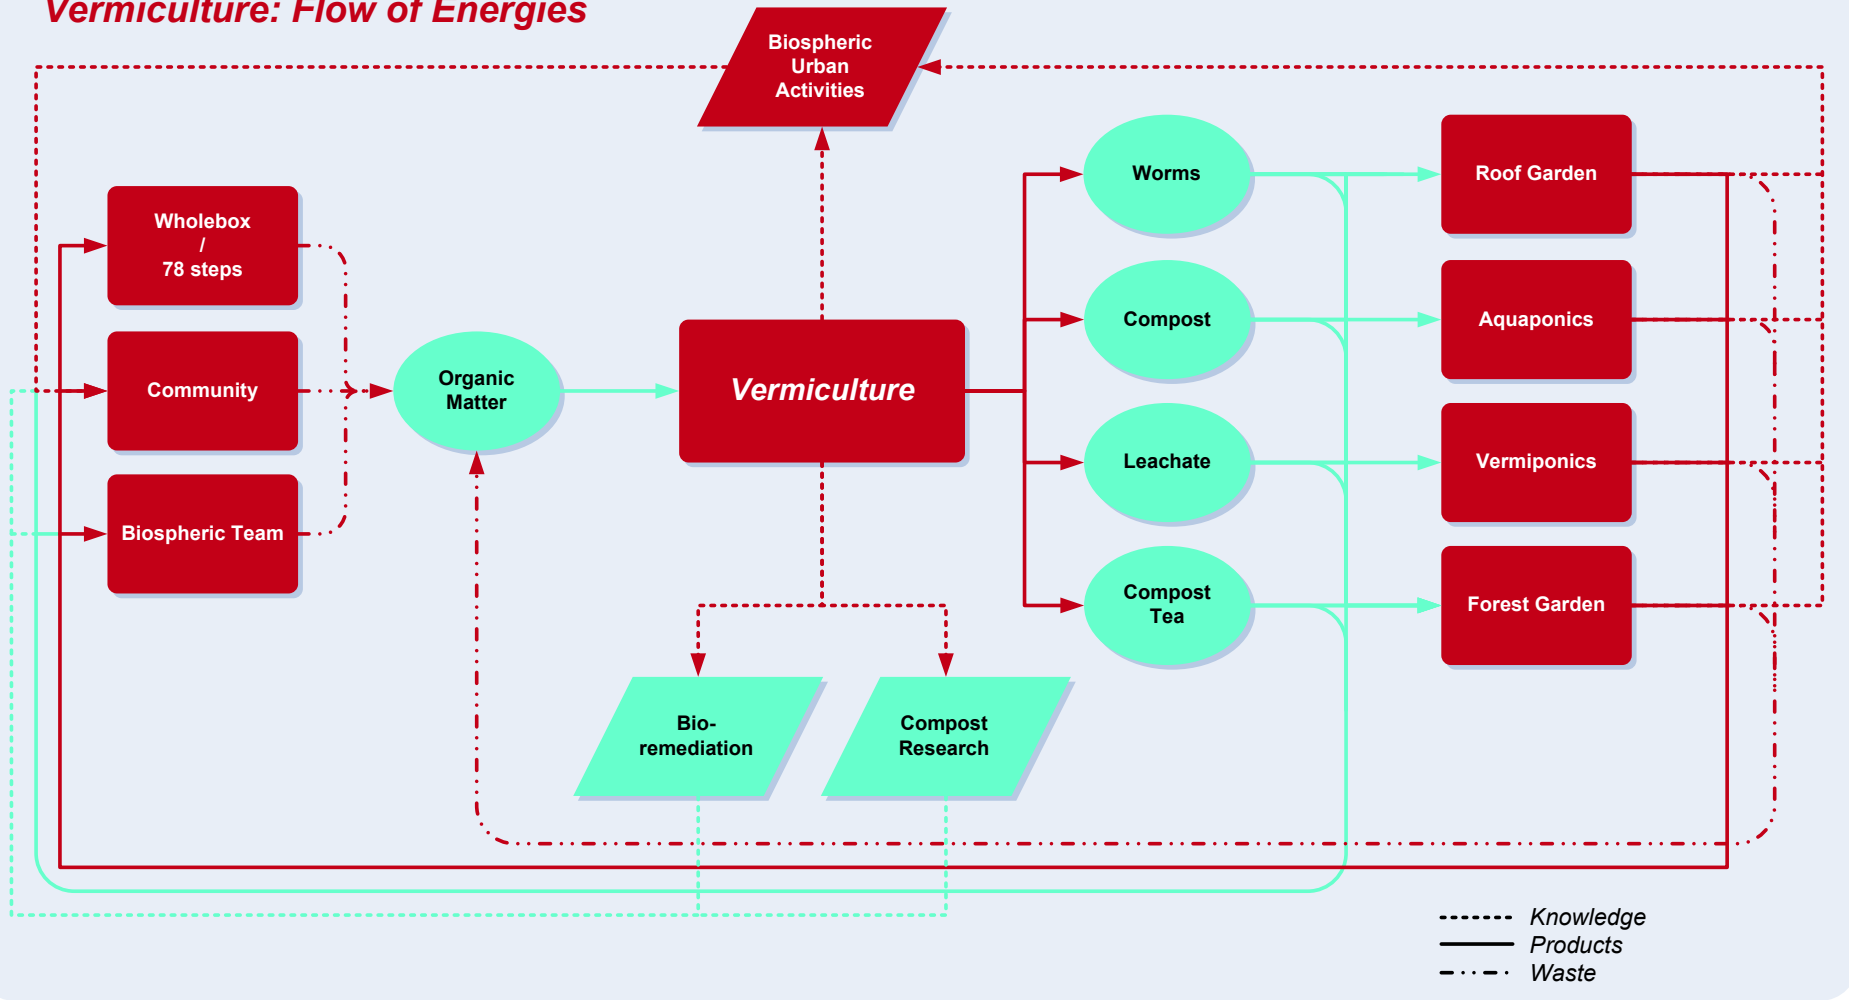 Vermiculture: Flow of Energies
Biospheric
Urban
Activities
Wholebox
/
78 steps
Community
Biospheric Team
Organic
Matter
Vermiculture
Bio-
remediation
Compost
Research
Worms
Compost
Leachate
Compost
Tea
Roof Garden
Aquaponics
Vermiponics
Forest Garden
Knowledge
Products
Waste